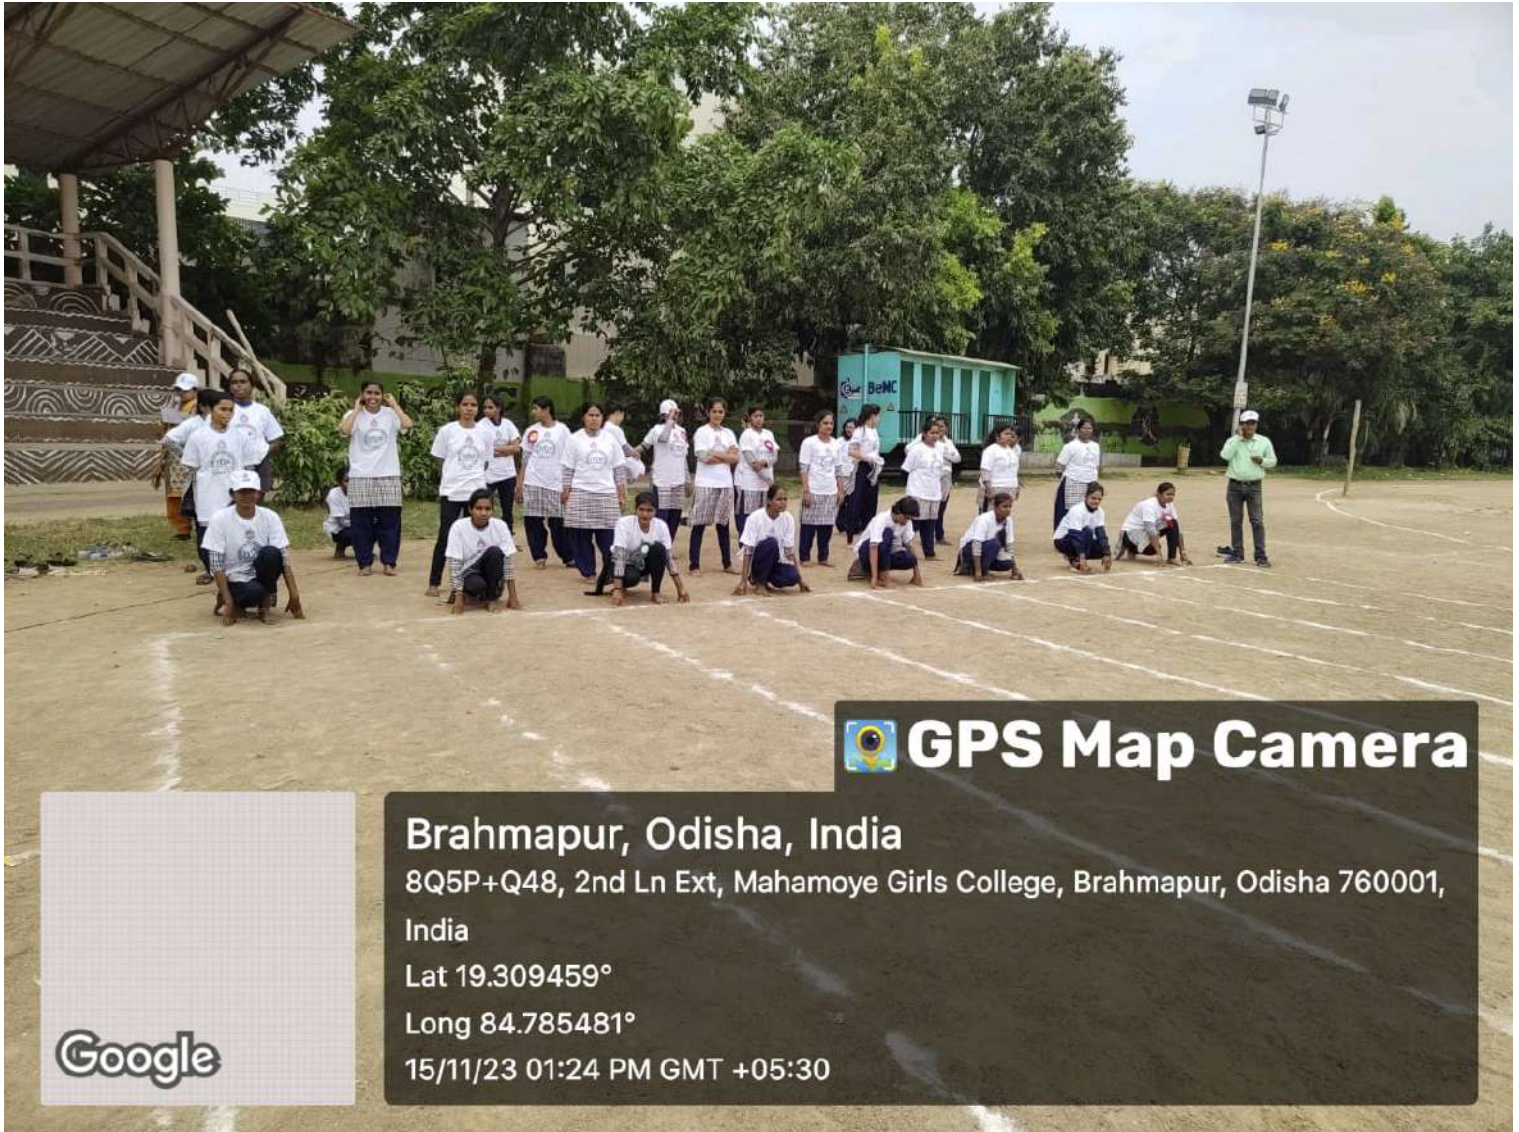 BeMC
GPS Map Camera
Brahmapur, Odisha, India
8Q5P+Q48, 2nd Ln Ext, Mahamoye Girls College, Brahmapur, Odisha 760001,
India
Lat 19.309459°
Long 84.785481°
15/11/23 01:24 PM GMT +05:30
Google